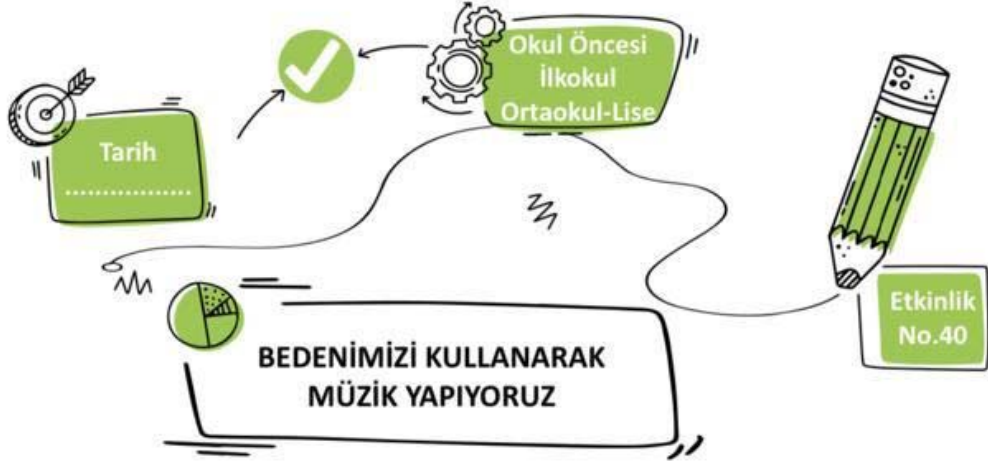 Okul Öncesi
İlkokul
Ortaokul-Lise
Tarih
..................
Etkinlik
No.40
BEDENİMİZİ KULLANARAK
MÜZİK YAPIYORUZ